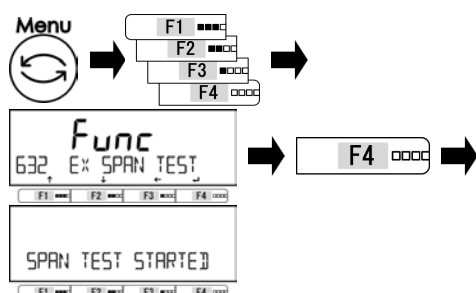 Menu
F1
F2
F3
F4
Func
632 EX SPAN TEST
F1 F2 F3 F4
F4
SPAN TEST STARTED
F1 F2 F3 F4